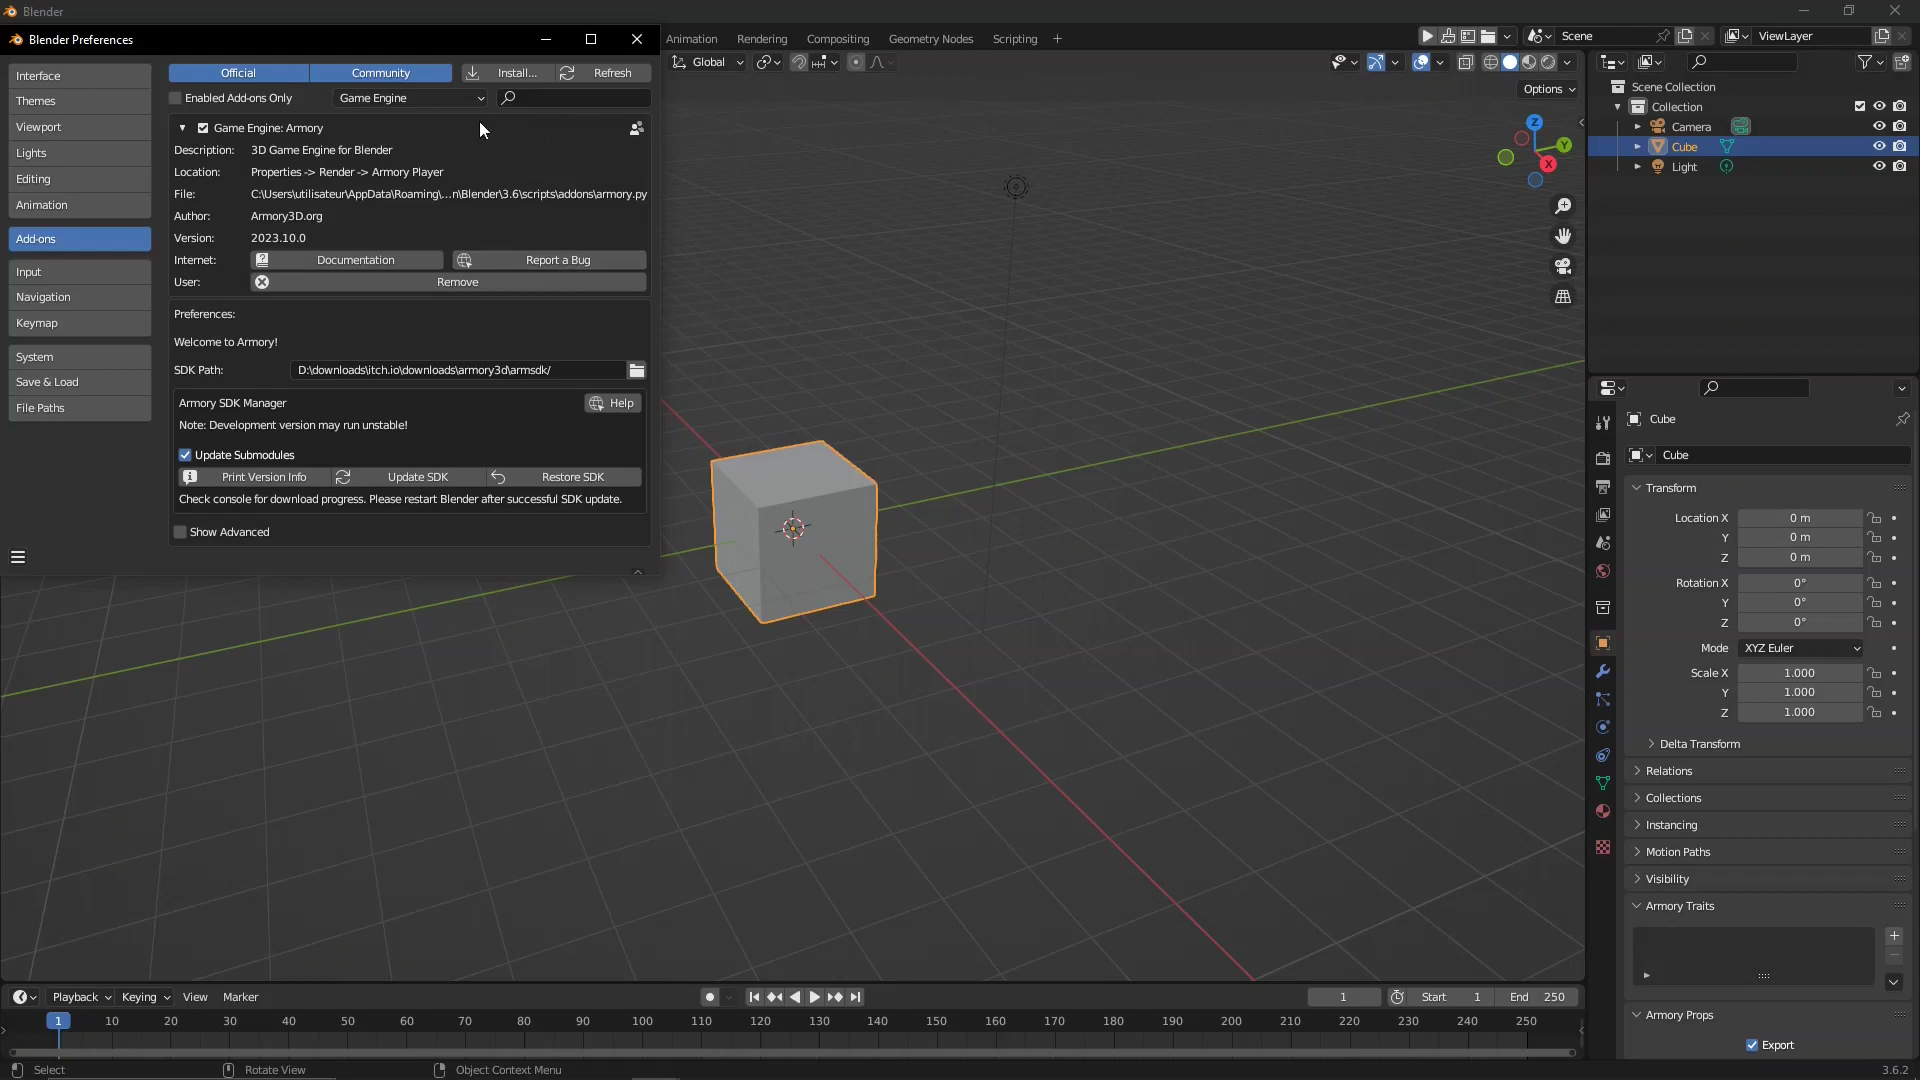 Blender
Blender Preferences
Animation Rendering Compositing Geometry Nodes Scripting
Scene
ViewLayer
Interface
Themes
Viewport
Lights
Editing
Animation
Add-ons
Input
Navigation
Keymap
System
Save & Load
File Paths
Official Community Install... Refresh
Enabled Add-ons Only Game Engine
Game Engine: Armory
Description: 3D Game Engine for Blender
Location: Properties -> Render -> Armory Player
File: C:\Users\utilisateur\AppData\Roaming\...n\Blender\3.6\scripts\addons\armory.py
Author: Armory3D.org
Version: 2023.10.0
Internet: Documentation Report a Bug
User: Remove
Preferences:
Welcome to Armory!
SDK Path: D:\downloads\itch.io\downloads\armory3d\armsdk/
Armory SDK Manager Help
Note: Development version may run unstable!
Update Submodules
Print Version Info Update SDK Restore SDK
Check console for download progress. Please restart Blender after successful SDK update.
Show Advanced
Global
Options
Z
Y
X
Scene Collection
Collection
Camera
Cube
Light
Cube
Cube
Transform
Location X 0 m
Y 0 m
Z 0 m
Rotation X 0°
Y 0°
Z 0°
Mode XYZ Euler
Scale X 1.000
Y 1.000
Z 1.000
Delta Transform
Relations
Collections
Instancing
Motion Paths
Visibility
Armory Traits
Armory Props
Export
Playback Keying View Marker
1 Start 1 End 250
1 10 20 30 40 50 60 70 80 90 100 110 120 130 140 150 160 170 180 190 200 210 220 230 240 250
Select Rotate View Object Context Menu 3.6.2